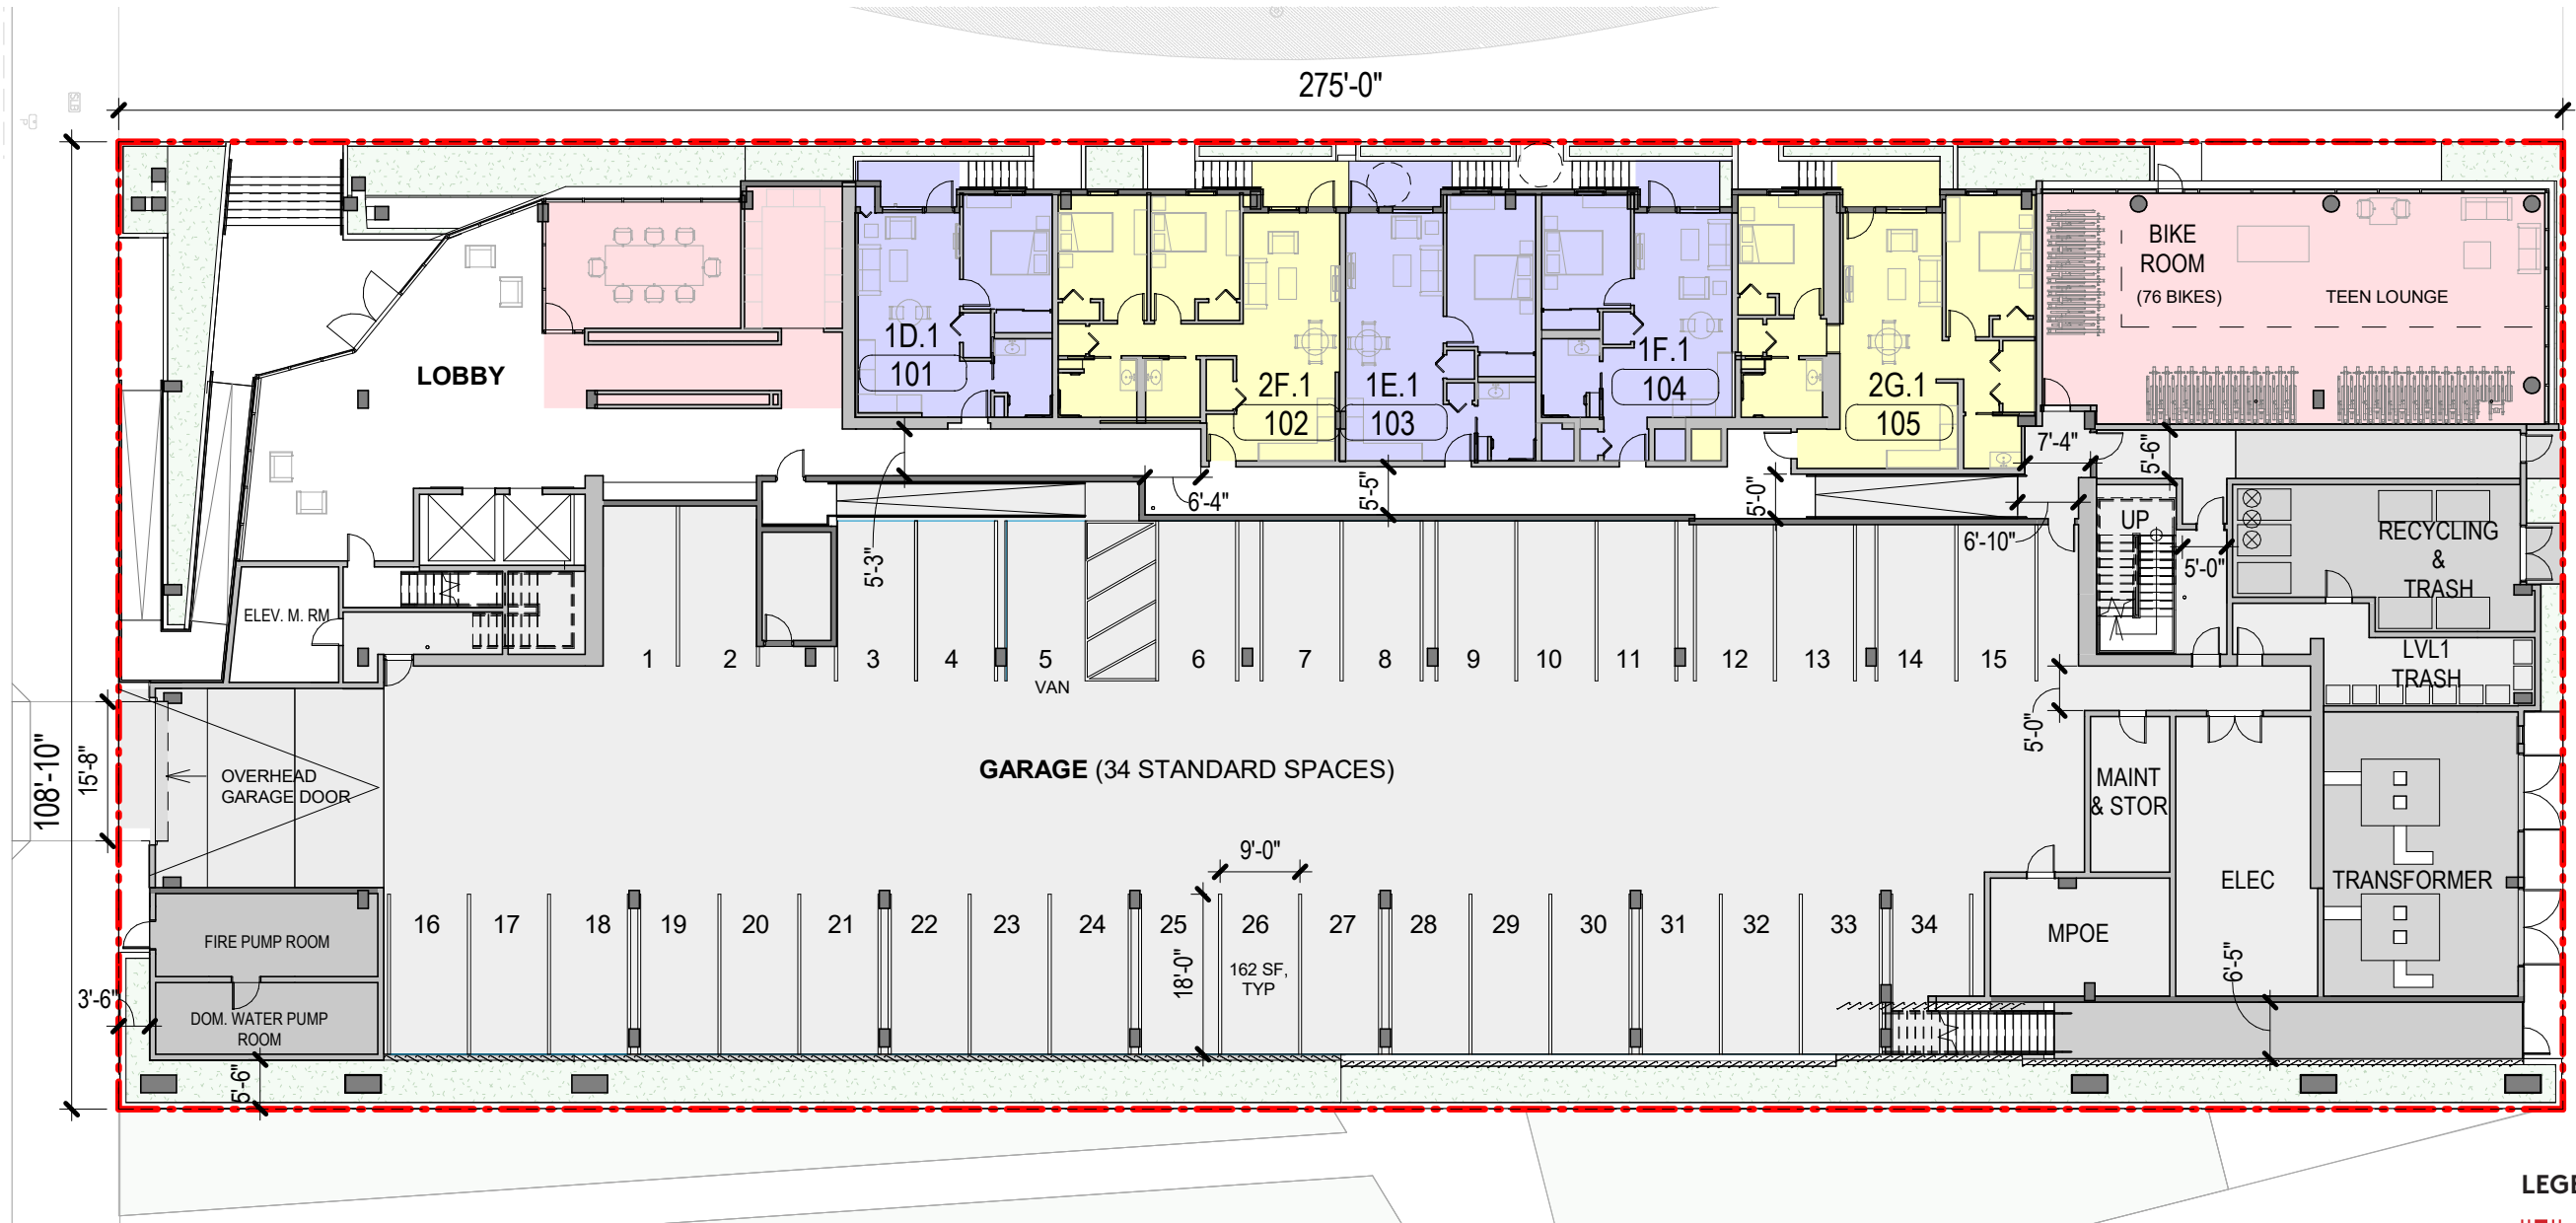 275'-0"
BIKE
ROOM
(76 BIKES)
TEEN LOUNGE
1D.1
101
2F.1
102
1E.1
103
1F.1
104
2G.1
105
LOBBY
7'-4"
5'-6"
6'-4"
5'-5"
5'-0"
6'-10"
5'-3"
UP
5'-0"
RECYCLING
&
TRASH
ELEV. M. RM
1
2
3
4
5
VAN
6
7
8
9
10
11
12
13
14
15
LVL1
TRASH
5'-0"
108'-10"
15'-8"
OVERHEAD
GARAGE DOOR
GARAGE (34 STANDARD SPACES)
MAINT
& STOR
9'-0"
ELEC
TRANSFORMER
16
17
18
19
20
21
22
23
24
25
26
27
28
29
30
31
32
33
34
MPOE
FIRE PUMP ROOM
162 SF,
TYP
18'-0"
6'-5"
3'-6"
DOM. WATER PUMP
ROOM
5'-6"